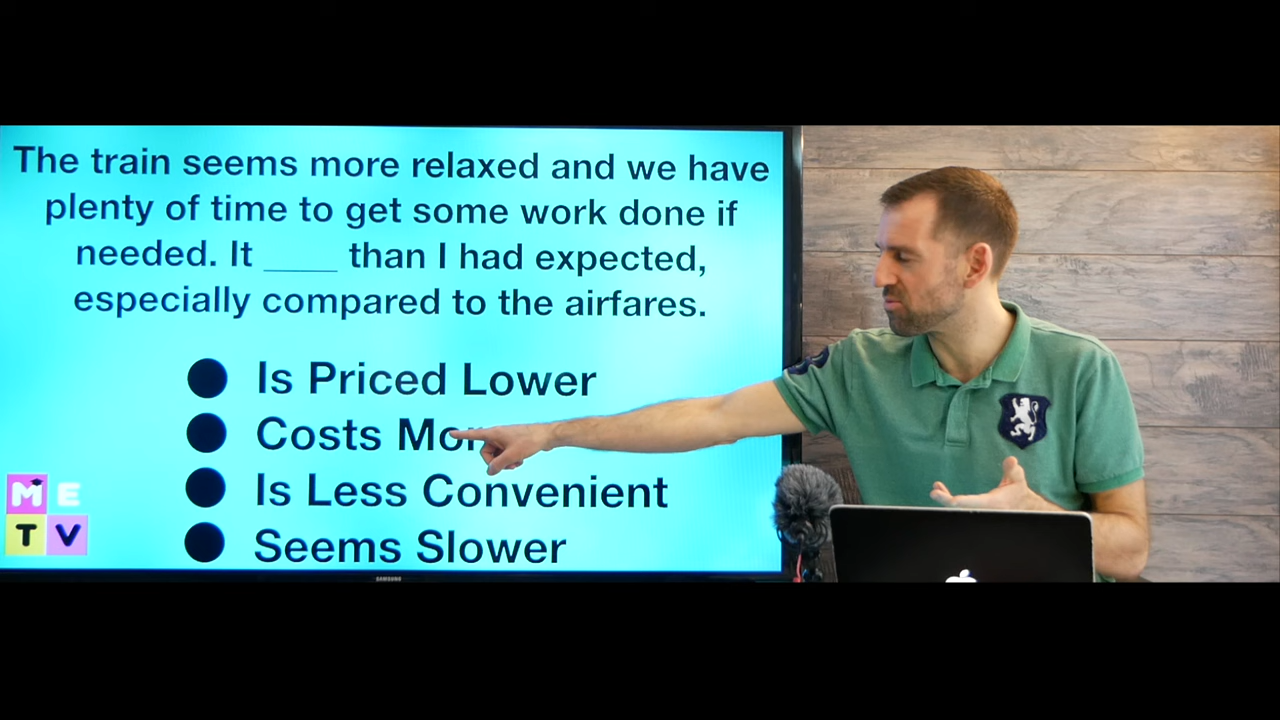 The train seems more relaxed and we have
plenty of time to get some work done if
needed. It ____ than I had expected,
especially compared to the airfares.
Is Priced Lower
Costs
Is Less Convenient
Seems Slower
M E
T V
SAMSUNG